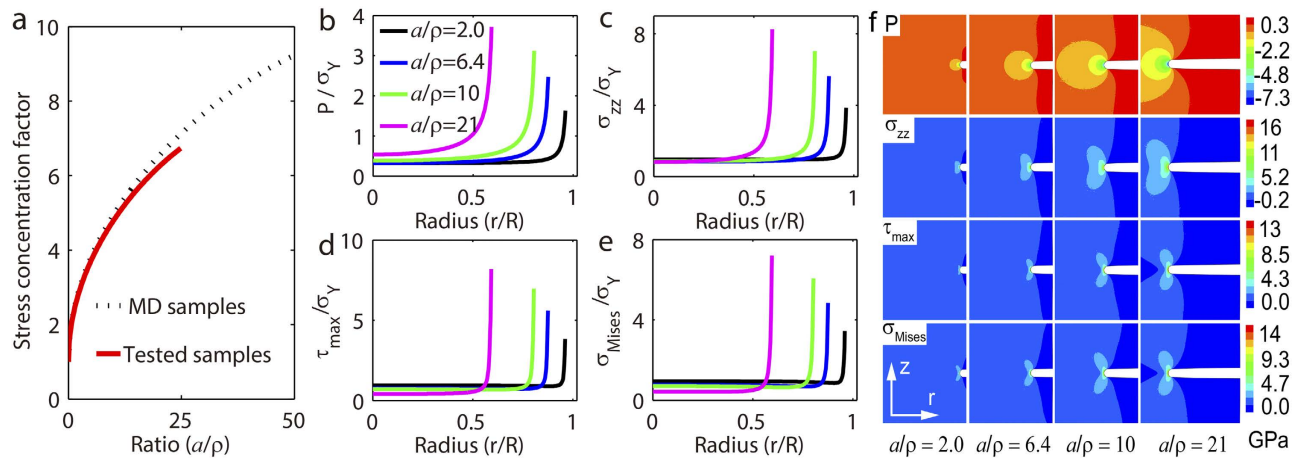 a
Stress concentration factor
10
8
6
4
2
0
0
25
50
Ratio (a/ρ)
MD samples
Tested samples
b
P / σY
4
3
2
1
0
0
0.5
1
Radius (r/R)
a/ρ=2.0
a/ρ=6.4
a/ρ=10
a/ρ=21
c
σzz/σY
8
4
0
0
0.5
1
Radius (r/R)
d
τmax/σY
10
5
0
0
0.5
1
Radius (r/R)
e
σMises/σY
8
4
0
0
0.5
1
Radius (r/R)
f
P
0.3
-2.2
-4.8
-7.3
σzz
16
11
5.2
-0.2
τmax
13
8.5
4.3
0.0
σMises
14
9.3
4.7
0.0
z
r
a/ρ = 2.0
a/ρ = 6.4
a/ρ = 10
a/ρ = 21
GPa